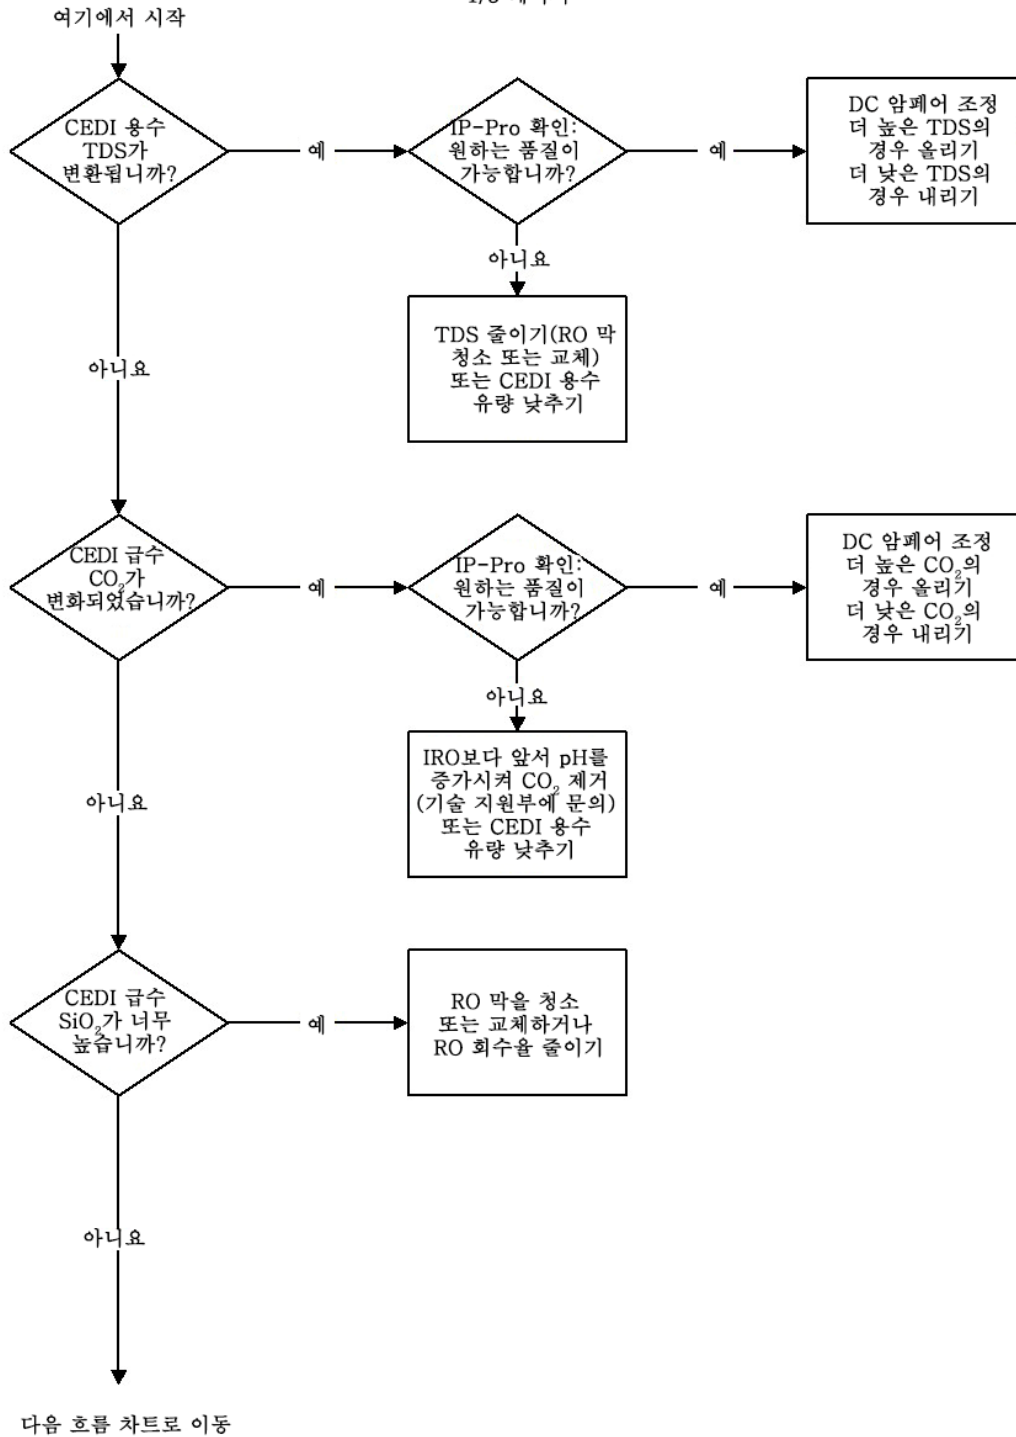 여기에서 시작
CEDI 용수
TDS가
변환됩니까?
예
IP-Pro 확인:
원하는 품질이
가능합니까?
예
DC 암페어 조정
더 높은 TDS의
경우 올리기
더 낮은 TDS의
경우 내리기
아니요
TDS 줄이기(RO 막
청소 또는 교체)
또는 CEDI 용수
유량 낮추기
아니요
CEDI 급수
CO₂가
변화되었습니까?
예
IP-Pro 확인:
원하는 품질이
가능합니까?
예
DC 암페어 조정
더 높은 CO₂의
경우 올리기
더 낮은 CO₂의
경우 내리기
아니요
IRO보다 앞서 pH를
증가시켜 CO₂ 제거
(기술 지원부에 문의)
또는 CEDI 용수
유량 낮추기
아니요
CEDI 급수
SiO₂가 너무
높습니까?
예
RO 막을 청소
또는 교체하거나
RO 회수율 줄이기
아니요
다음 흐름 차트로 이동